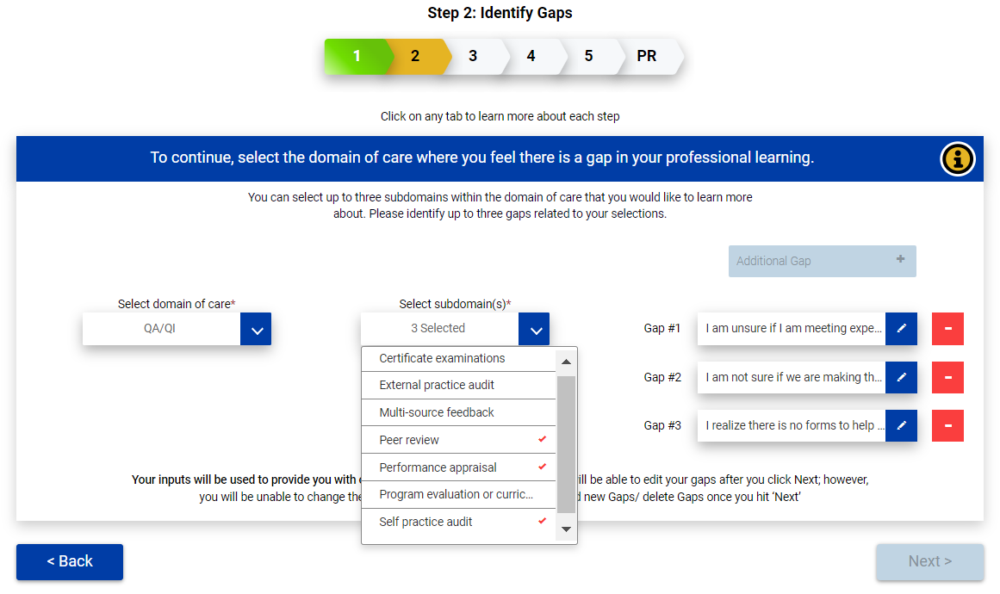 Step 2: Identify Gaps
1 2 3 4 5 PR
Click on any tab to learn more about each step
To continue, select the domain of care where you feel there is a gap in your professional learning.
You can select up to three subdomains within the domain of care that you would like to learn more
about. Please identify up to three gaps related to your selections.
Additional Gap +
Select domain of care*
QA/QI
Select subdomain(s)*
3 Selected
Certificate examinations
External practice audit
Multi-source feedback
Peer review
Performance appraisal
Program evaluation or curric...
Self practice audit
Gap #1 I am unsure if I am meeting expe... -
Gap #2 I am not sure if we are making th... -
Gap #3 I realize there is no forms to help ... -
Your inputs will be used to provide you with ill be able to edit your gaps after you click Next; however,
you will be unable to change the new Gaps/ delete Gaps once you hit ‘Next’
< Back
Next >